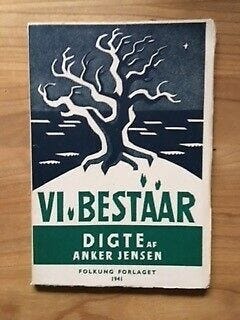 VI BESTAAR
DIGTE AF
ANKER JENSEN
FOLKUNG FORLAGET
1941